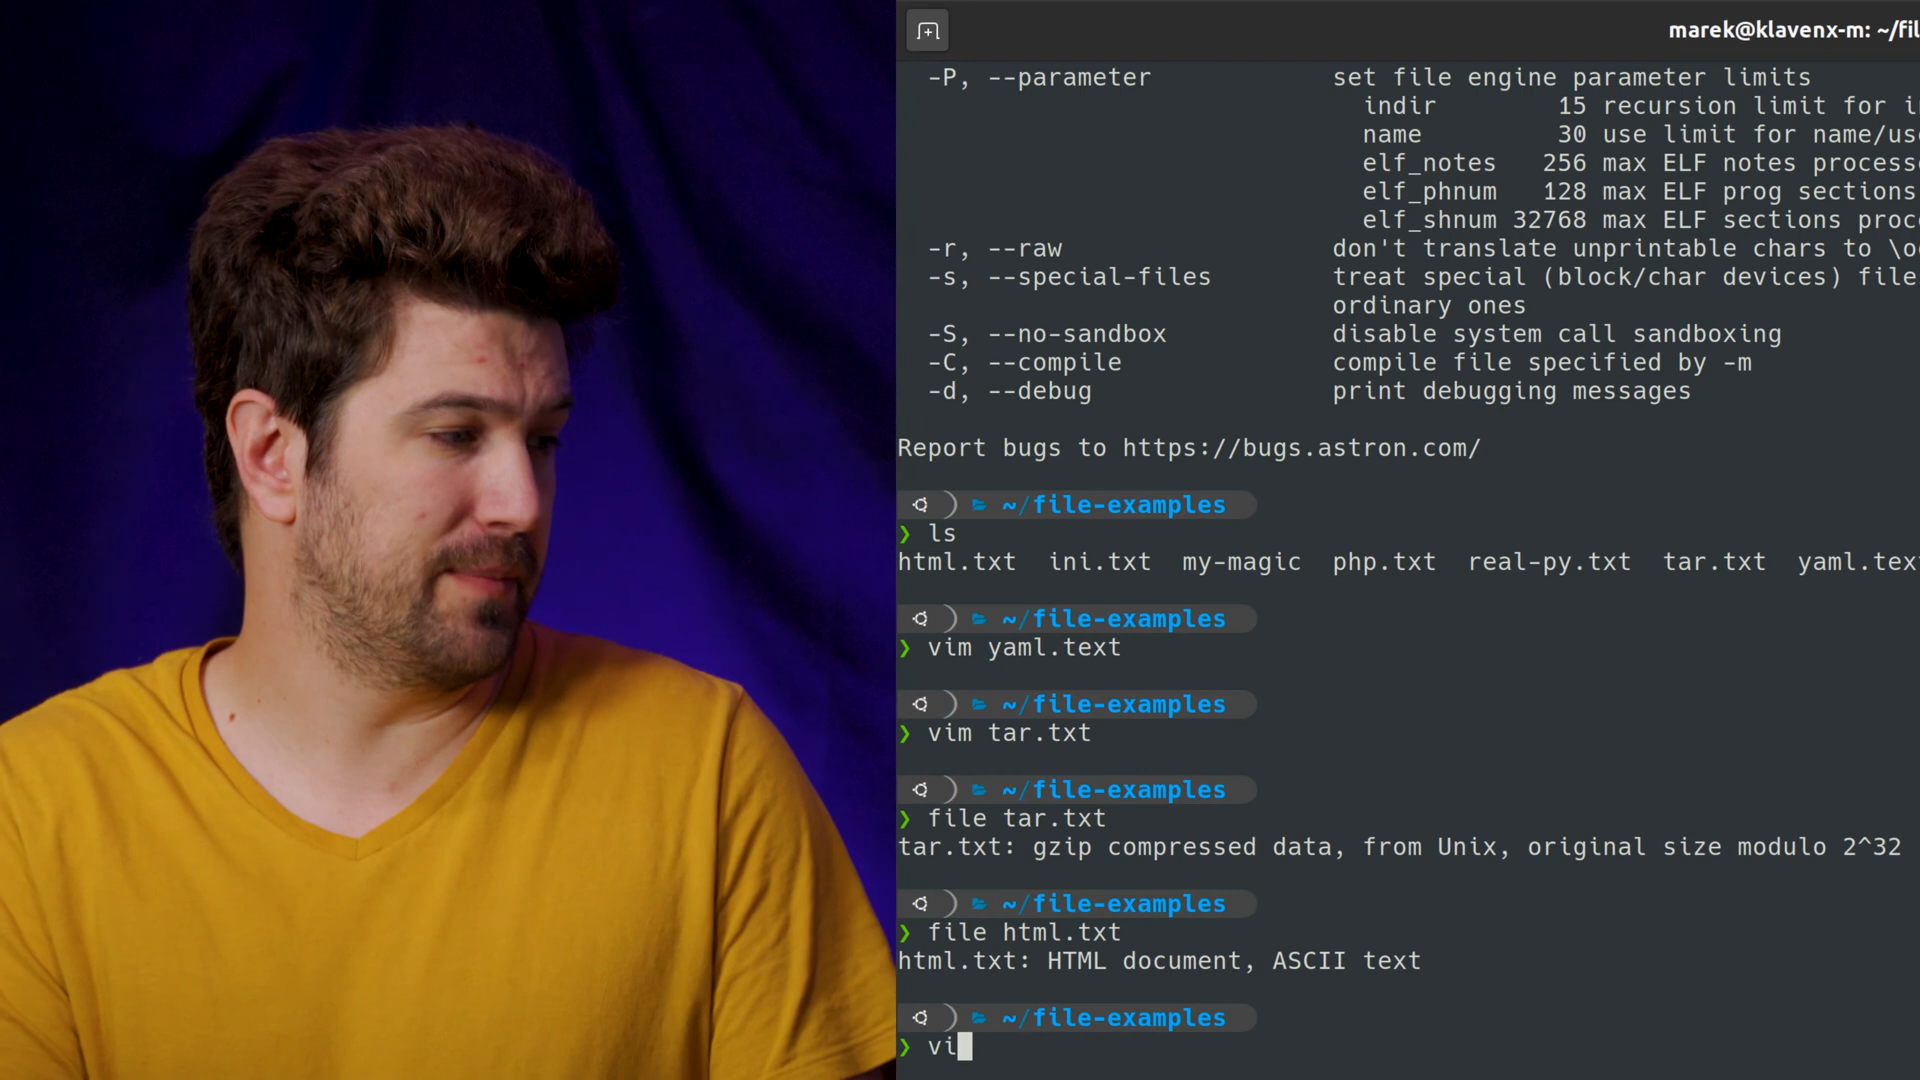 marek@klavenx-m: ~/fil
-P, --parameter set file engine parameter limits
indir 15 recursion limit for
name 30 use limit for
elf_notes 256 max ELF notes
elf_phnum 128 max ELF prog sections
elf_shnum 32768 max ELF sections
-r, --raw don't translate unprintable chars to
-s, --special-files treat special (block/char devices)
ordinary ones
-S, --no-sandbox disable system call sandboxing
-C, --compile compile file specified by -m
-d, --debug print debugging messages
Report bugs to https://bugs.astron.com/
~/file-examples
❯ ls
html.txt ini.txt my-magic php.txt real-py.txt tar.txt yaml.tex
~/file-examples
❯ vim yaml.text
~/file-examples
❯ vim tar.txt
~/file-examples
❯ file tar.txt
tar.txt: gzip compressed data, from Unix, original size modulo 2^32
~/file-examples
❯ file html.txt
html.txt: HTML document, ASCII text
~/file-examples
❯ vi